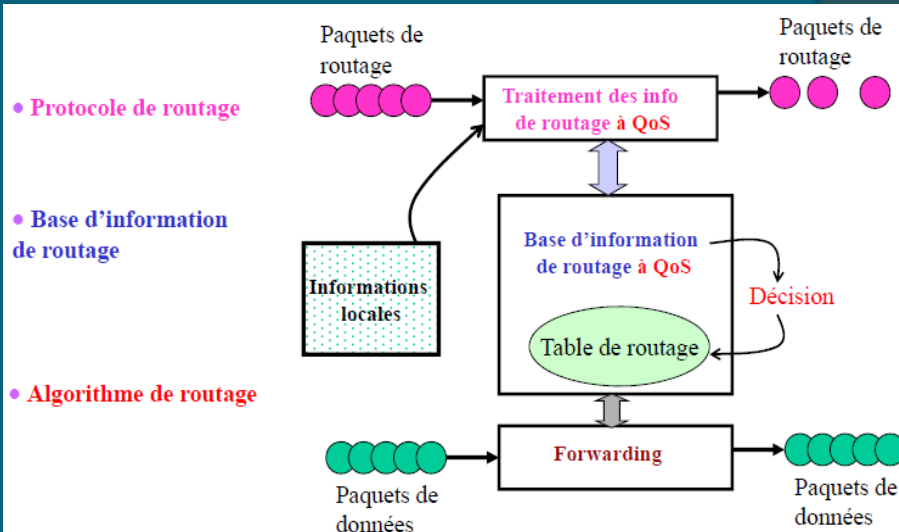 Paquets de
routage
Paquets de
routage
• Protocole de routage
Traitement des info
de routage à QoS
• Base d'information
de routage
Informations
locales
Base d'information
de routage à QoS
Décision
Table de routage
• Algorithme de routage
Forwarding
Paquets de
données
Paquets de
données